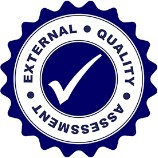 EXTERNAL • QUALITY • ASSESSMENT •